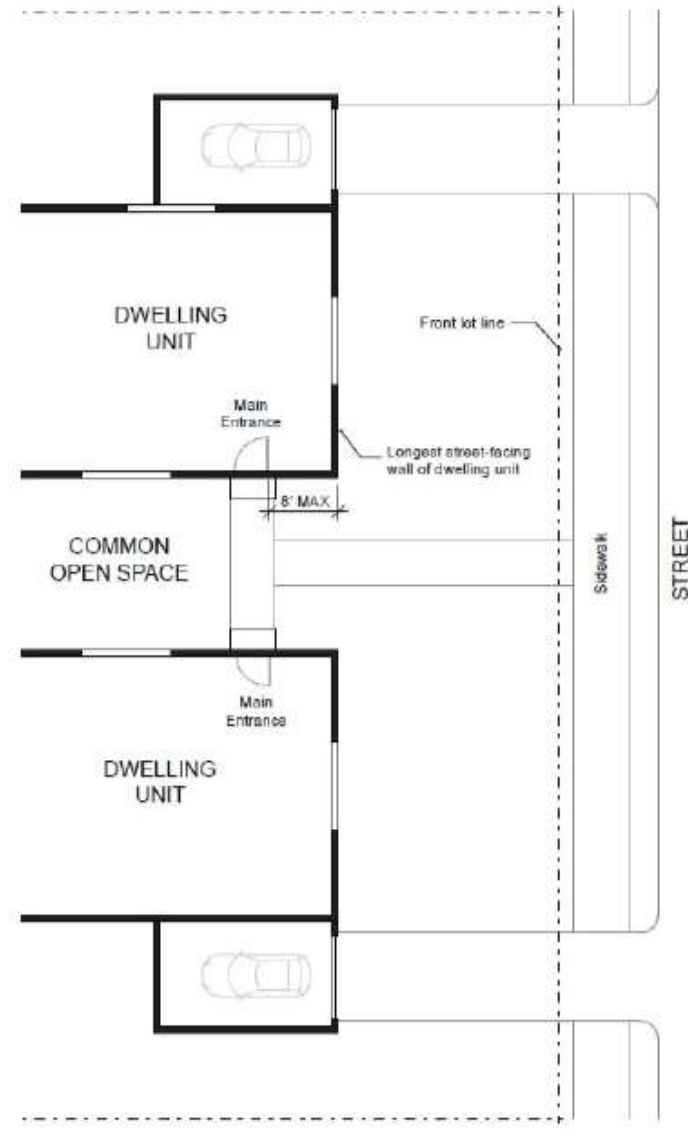 DWELLING
UNIT
Front lot line
Main
Entrance
Longest street-facing
wall of dwelling unit
8' MAX
COMMON
OPEN SPACE
Sidewalk
STREET
Main
Entrance
DWELLING
UNIT